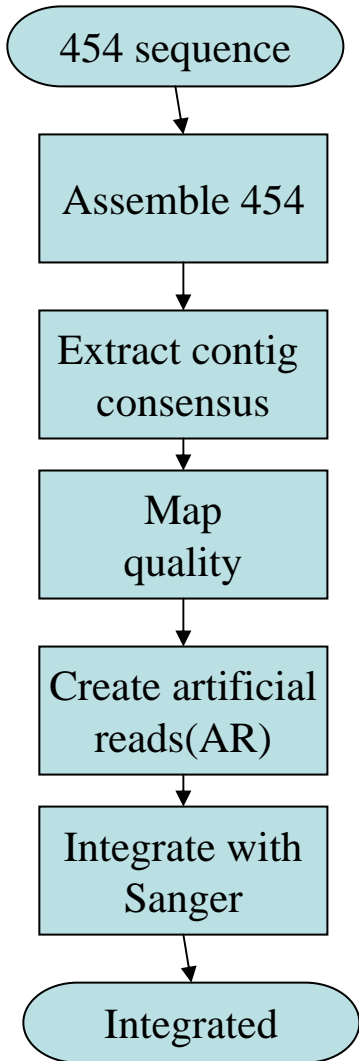 454 sequence
Assemble 454
Extract contig
consensus
Map
quality
Create artificial
reads(AR)
Integrate with
Sanger
Integrated